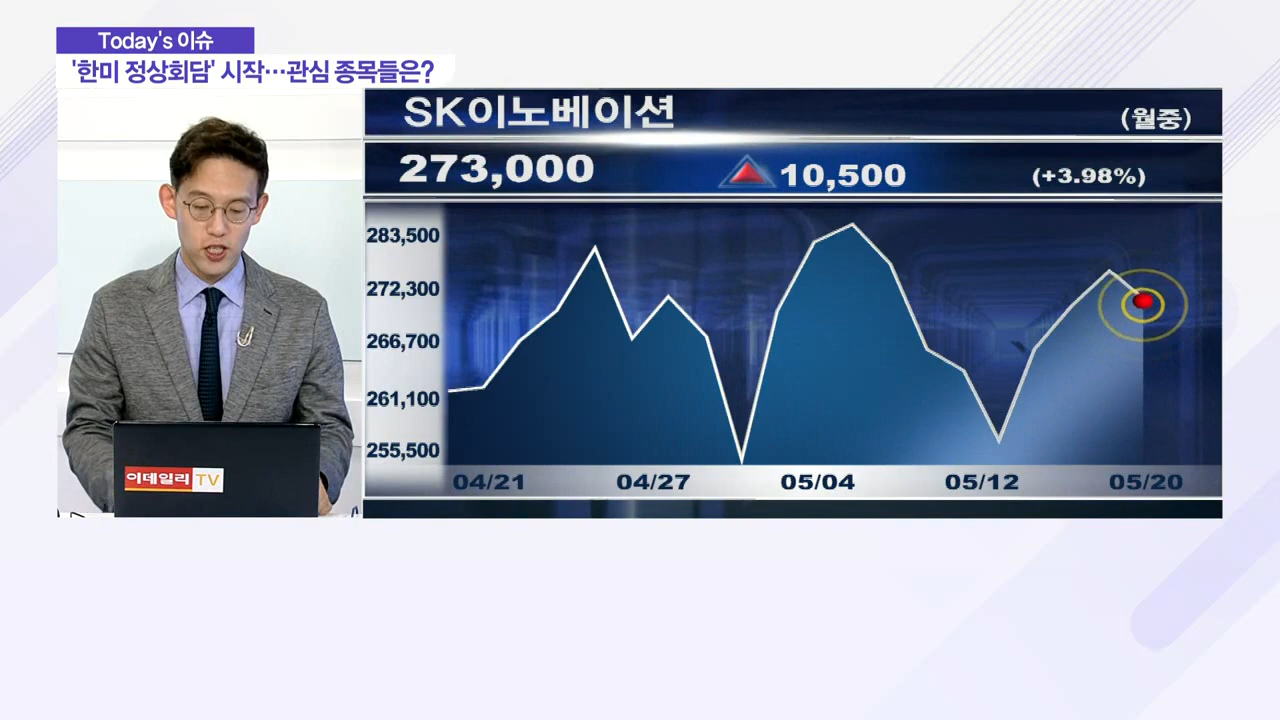 Today's 이슈
'한미 정상회담' 시작…관심 종목들은?
SK이노베이션
(월중)
273,000
10,500
(+3.98%)
283,500
272,300
266,700
261,100
255,500
04/21
04/27
05/04
05/12
05/20
이데일리 TV